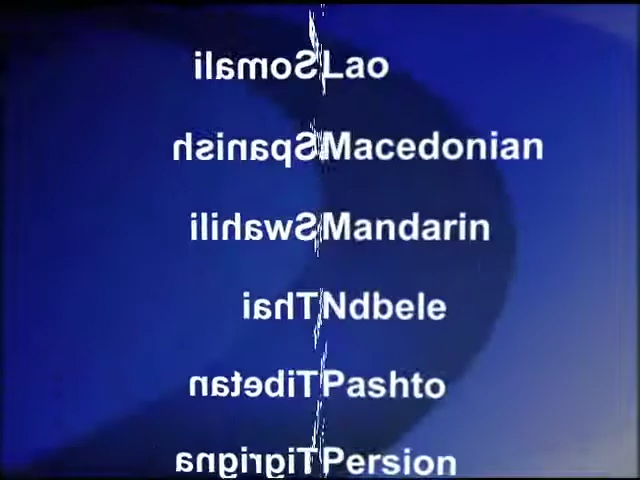 Somali Lao
Spanish Macedonian
Swahili Mandarin
Thai Ndbele
Tibetan Pashto
Tigrigna Persion